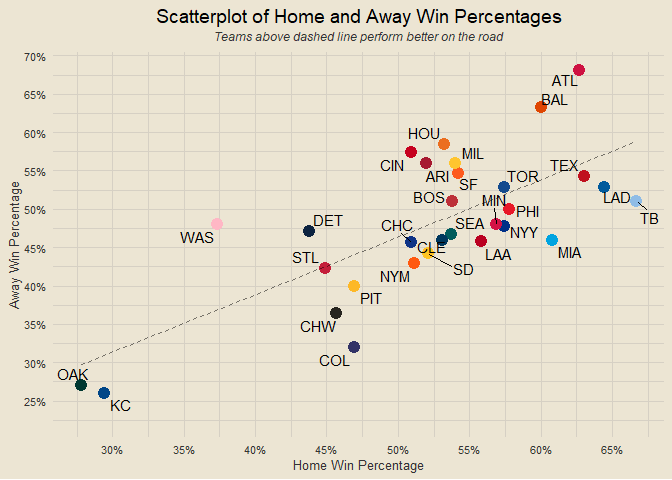 Scatterplot of Home and Away Win Percentages
Teams above dashed line perform better on the road
70%
65%
60%
55%
50%
45%
40%
35%
30%
25%
Away Win Percentage
ATL
BAL
HOU
MIL
CIN
ARI
SF
TEX
TOR
BOS
MIN
LAD
TB
PHI
DET
WAS
CHC
SEA
NYY
CLE
LAA
MIA
STL
SD
NYM
PIT
CHW
COL
OAK
KC
30%
35%
40%
45%
50%
55%
60%
65%
Home Win Percentage